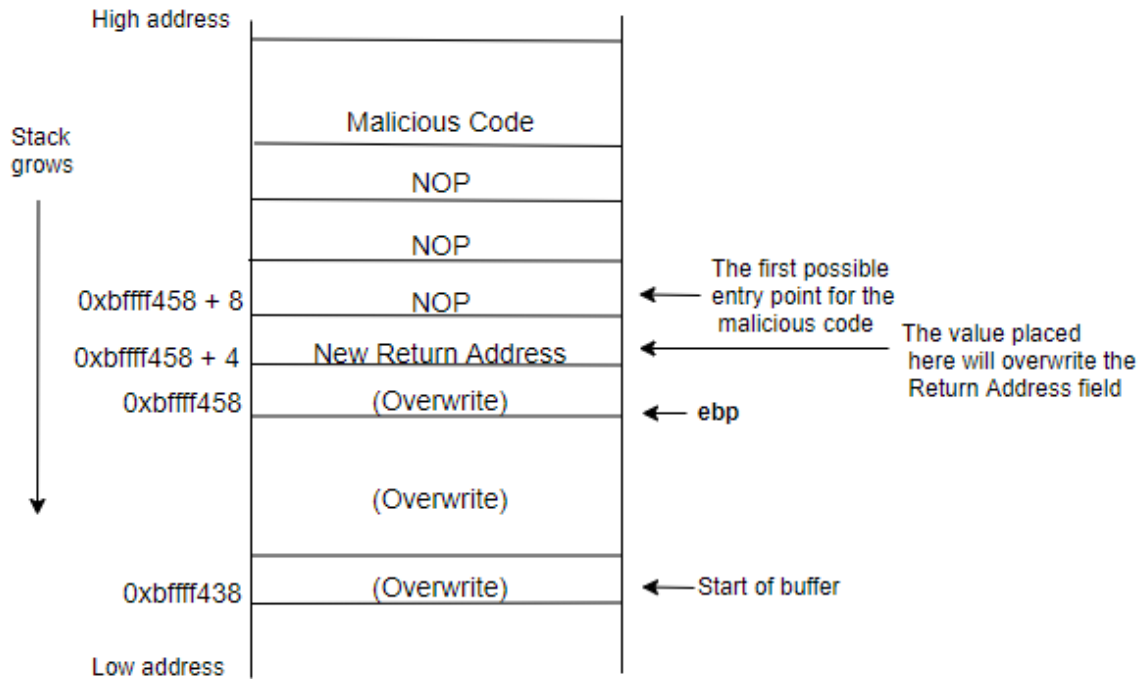 High address
Malicious Code
Stack
grows
NOP
NOP
The first possible
entry point for the
malicious code
0xbffff458 + 8
NOP
The value placed
here will overwrite the
Return Address field
0xbffff458 + 4
New Return Address
0xbffff458
(Overwrite)
ebp
(Overwrite)
0xbffff438
(Overwrite)
Start of buffer
Low address